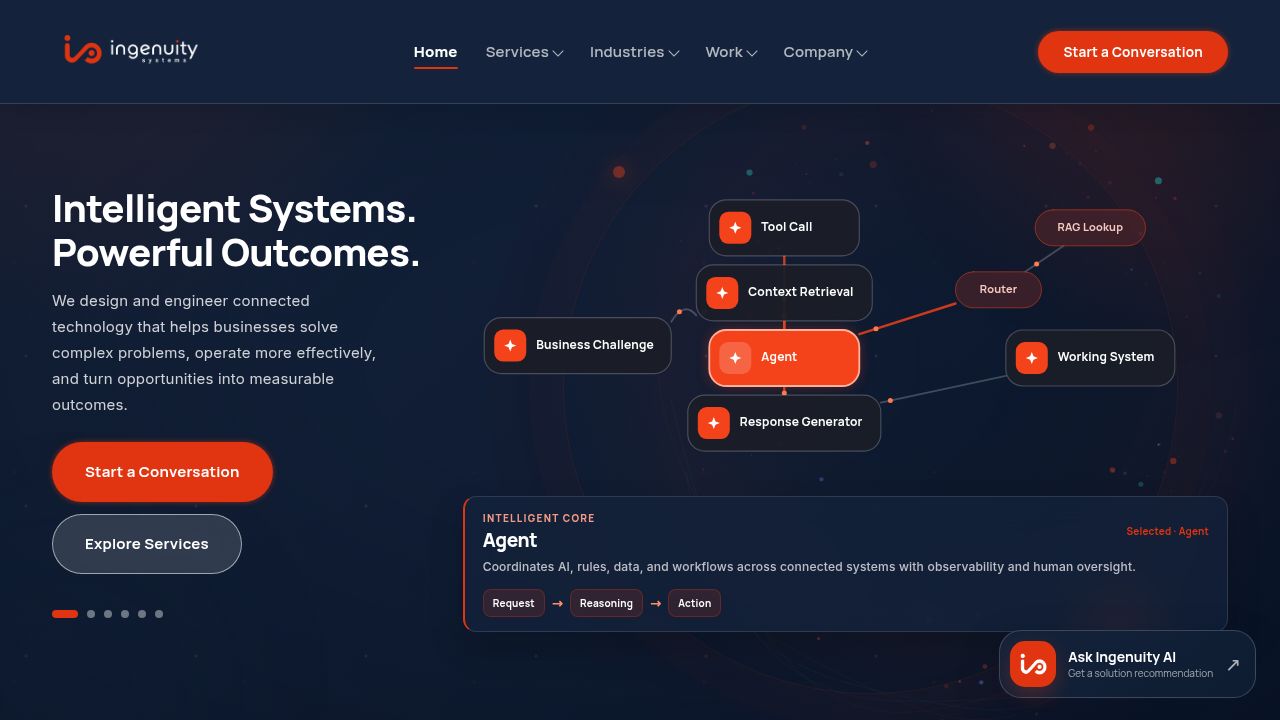 ingenuity
systems
Home
Services
Industries
Work
Company
Start a Conversation
Intelligent Systems.
Powerful Outcomes.
We design and engineer connected
technology that helps businesses solve
complex problems, operate more effectively,
and turn opportunities into measurable
outcomes.
Start a Conversation
Explore Services
Tool Call
RAG Lookup
Context Retrieval
Router
Business Challenge
Agent
Working System
Response Generator
INTELLIGENT CORE
Agent
Selected · Agent
Coordinates AI, rules, data, and workflows across connected systems with observability and human oversight.
Request → Reasoning → Action
Ask Ingenuity AI
Get a solution recommendation ↗